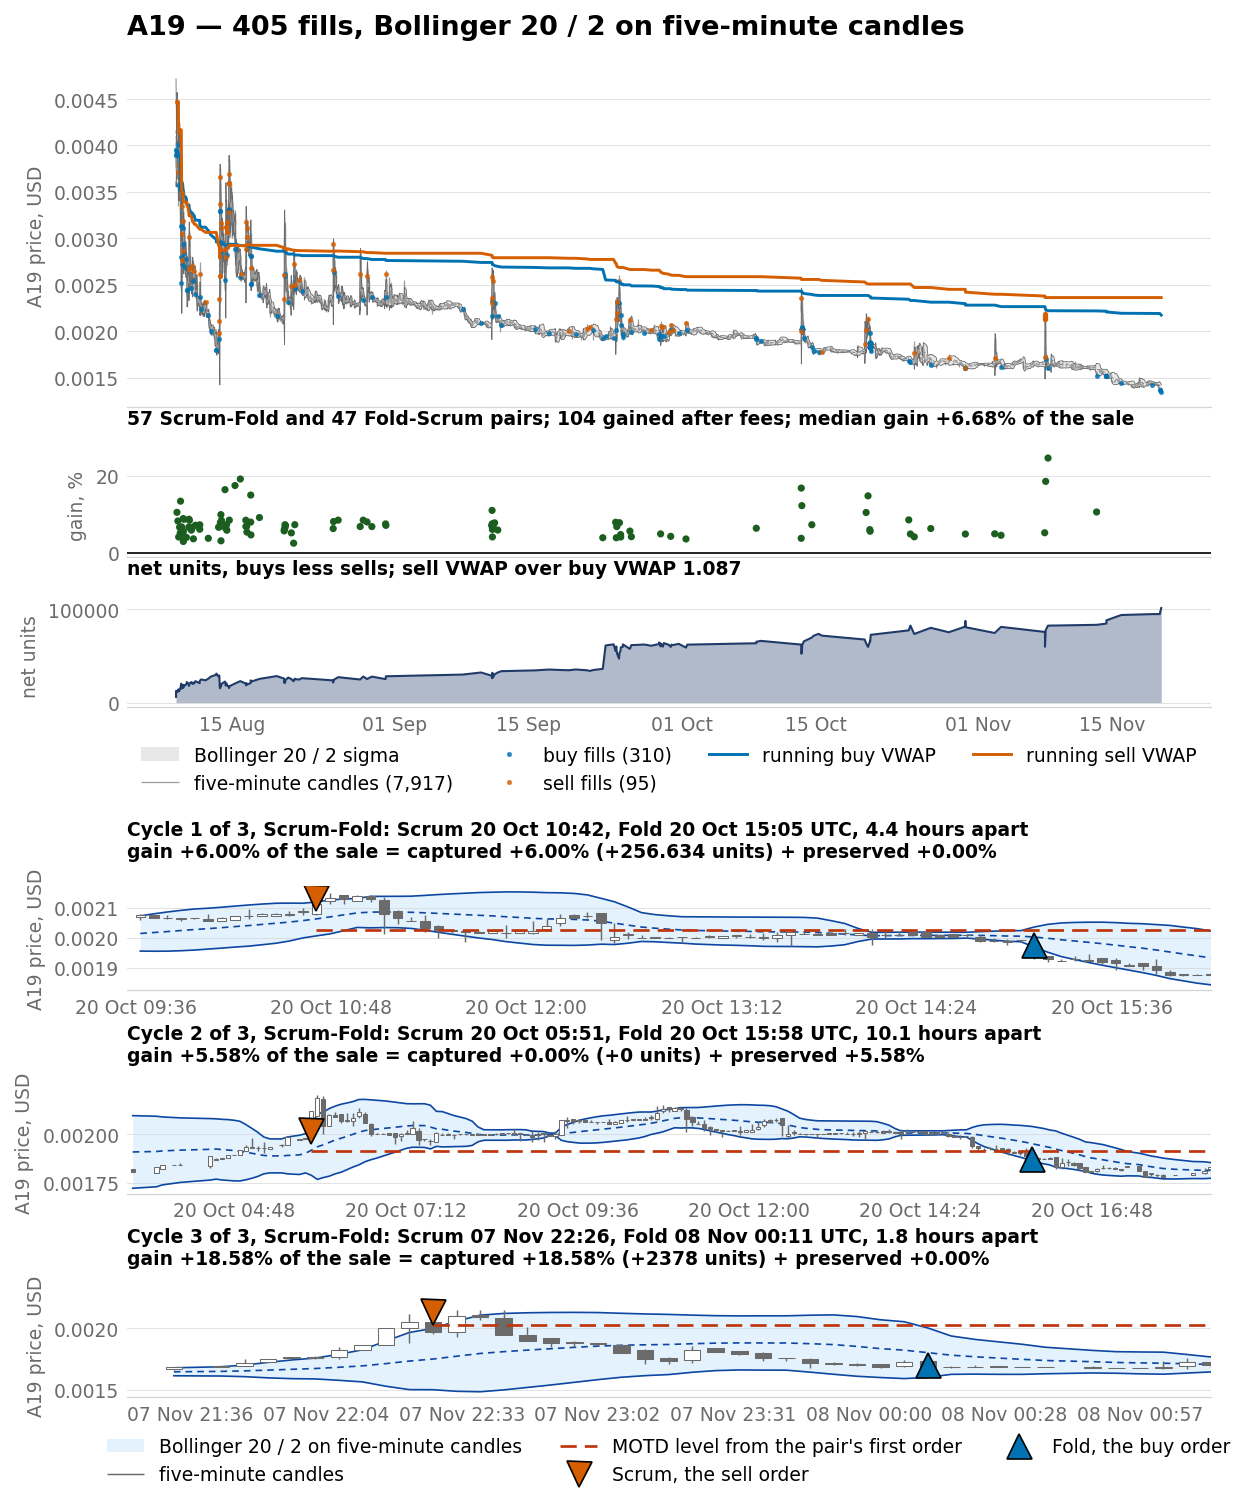 A19 — 405 fills, Bollinger 20 / 2 on five-minute candles
A19 price, USD
0.0045
0.0040
0.0035
0.0030
0.0025
0.0020
0.0015
57 Scrum-Fold and 47 Fold-Scrum pairs; 104 gained after fees; median gain +6.68% of the sale
gain, %
20
0
net units, buys less sells; sell VWAP over buy VWAP 1.087
net units
100000
0
15 Aug 01 Sep 15 Sep 01 Oct 15 Oct 01 Nov 15 Nov
Bollinger 20 / 2 sigma buy fills (310) running buy VWAP running sell VWAP
five-minute candles (7,917) sell fills (95)
Cycle 1 of 3, Scrum-Fold: Scrum 20 Oct 10:42, Fold 20 Oct 15:05 UTC, 4.4 hours apart
gain +6.00% of the sale = captured +6.00% (+256.634 units) + preserved +0.00%
A19 price, USD
0.0021
0.0020
0.0019
20 Oct 09:36 20 Oct 10:48 20 Oct 12:00 20 Oct 13:12 20 Oct 14:24 20 Oct 15:36
Cycle 2 of 3, Scrum-Fold: Scrum 20 Oct 05:51, Fold 20 Oct 15:58 UTC, 10.1 hours apart
gain +5.58% of the sale = captured +0.00% (+0 units) + preserved +5.58%
A19 price, USD
0.00200
0.00175
20 Oct 04:48 20 Oct 07:12 20 Oct 09:36 20 Oct 12:00 20 Oct 14:24 20 Oct 16:48
Cycle 3 of 3, Scrum-Fold: Scrum 07 Nov 22:26, Fold 08 Nov 00:11 UTC, 1.8 hours apart
gain +18.58% of the sale = captured +18.58% (+2378 units) + preserved +0.00%
A19 price, USD
0.0020
0.0015
07 Nov 21:36 07 Nov 22:04 07 Nov 22:33 07 Nov 23:02 07 Nov 23:31 08 Nov 00:00 08 Nov 00:28 08 Nov 00:57
Bollinger 20 / 2 on five-minute candles MOTD level from the pair's first order Fold, the buy order
five-minute candles Scrum, the sell order